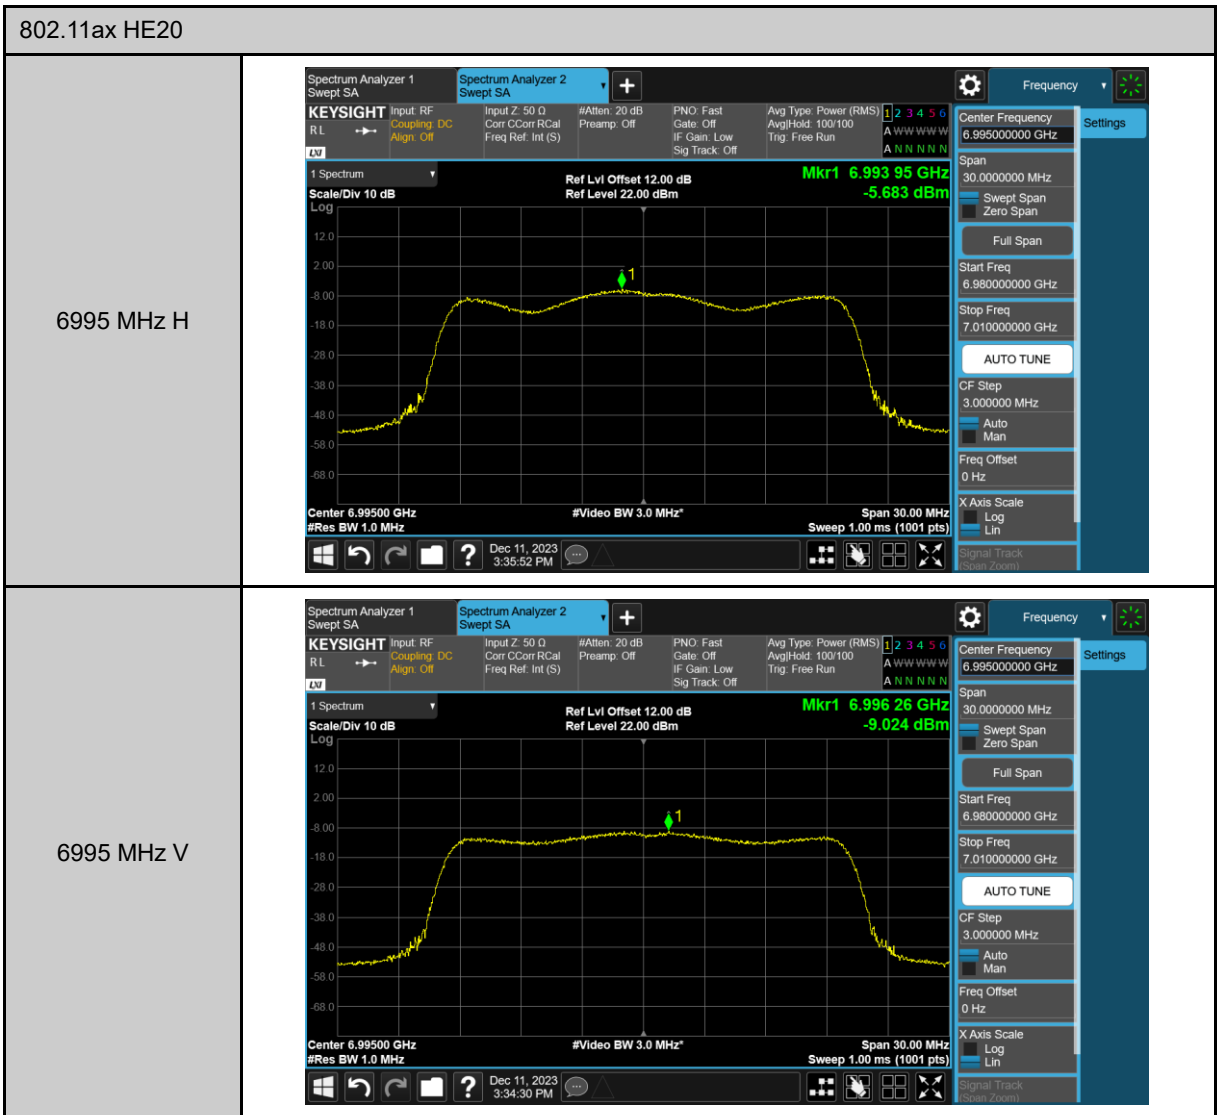 802.11ax HE20
6995 MHz H
Spectrum Analyzer 1
Swept SA
Spectrum Analyzer 2
Swept SA
Frequency
KEYSIGHT
RL
LXI
Input: RF
Coupling: DC
Align: Off
Input Z: 50 Ω
Corr CCorr RCal
Freq Ref: Int (S)
#Atten: 20 dB
Preamp: Off
PNO: Fast
Gate: Off
IF Gain: Low
Sig Track: Off
Avg Type: Power (RMS)
Avg|Hold: 100/100
Trig: Free Run
1 2 3 4 5 6
A W W W W W
A N N N N N
1 Spectrum
Scale/Div 10 dB
Log
Ref Lvl Offset 12.00 dB
Ref Level 22.00 dBm
Mkr1 6.993 95 GHz
-5.683 dBm
12.0
2.00
-8.00
-18.0
-28.0
-38.0
-48.0
-58.0
-68.0
1
Center 6.99500 GHz
#Res BW 1.0 MHz
#Video BW 3.0 MHz*
Span 30.00 MHz
Sweep 1.00 ms (1001 pts)
Dec 11, 2023
3:35:52 PM
Center Frequency
6.995000000 GHz
Settings
Span
30.0000000 MHz
Swept Span
Zero Span
Full Span
Start Freq
6.980000000 GHz
Stop Freq
7.010000000 GHz
AUTO TUNE
CF Step
3.000000 MHz
Auto
Man
Freq Offset
0 Hz
X Axis Scale
Log
Lin
Signal Track
(Span Zoom)
6995 MHz V
Spectrum Analyzer 1
Swept SA
Spectrum Analyzer 2
Swept SA
Frequency
KEYSIGHT
RL
LXI
Input: RF
Coupling: DC
Align: Off
Input Z: 50 Ω
Corr CCorr RCal
Freq Ref: Int (S)
#Atten: 20 dB
Preamp: Off
PNO: Fast
Gate: Off
IF Gain: Low
Sig Track: Off
Avg Type: Power (RMS)
Avg|Hold: 100/100
Trig: Free Run
1 2 3 4 5 6
A W W W W W
A N N N N N
1 Spectrum
Scale/Div 10 dB
Log
Ref Lvl Offset 12.00 dB
Ref Level 22.00 dBm
Mkr1 6.996 26 GHz
-9.024 dBm
12.0
2.00
-8.00
-18.0
-28.0
-38.0
-48.0
-58.0
-68.0
1
Center 6.99500 GHz
#Res BW 1.0 MHz
#Video BW 3.0 MHz*
Span 30.00 MHz
Sweep 1.00 ms (1001 pts)
Dec 11, 2023
3:34:30 PM
Center Frequency
6.995000000 GHz
Settings
Span
30.0000000 MHz
Swept Span
Zero Span
Full Span
Start Freq
6.980000000 GHz
Stop Freq
7.010000000 GHz
AUTO TUNE
CF Step
3.000000 MHz
Auto
Man
Freq Offset
0 Hz
X Axis Scale
Log
Lin
Signal Track
(Span Zoom)